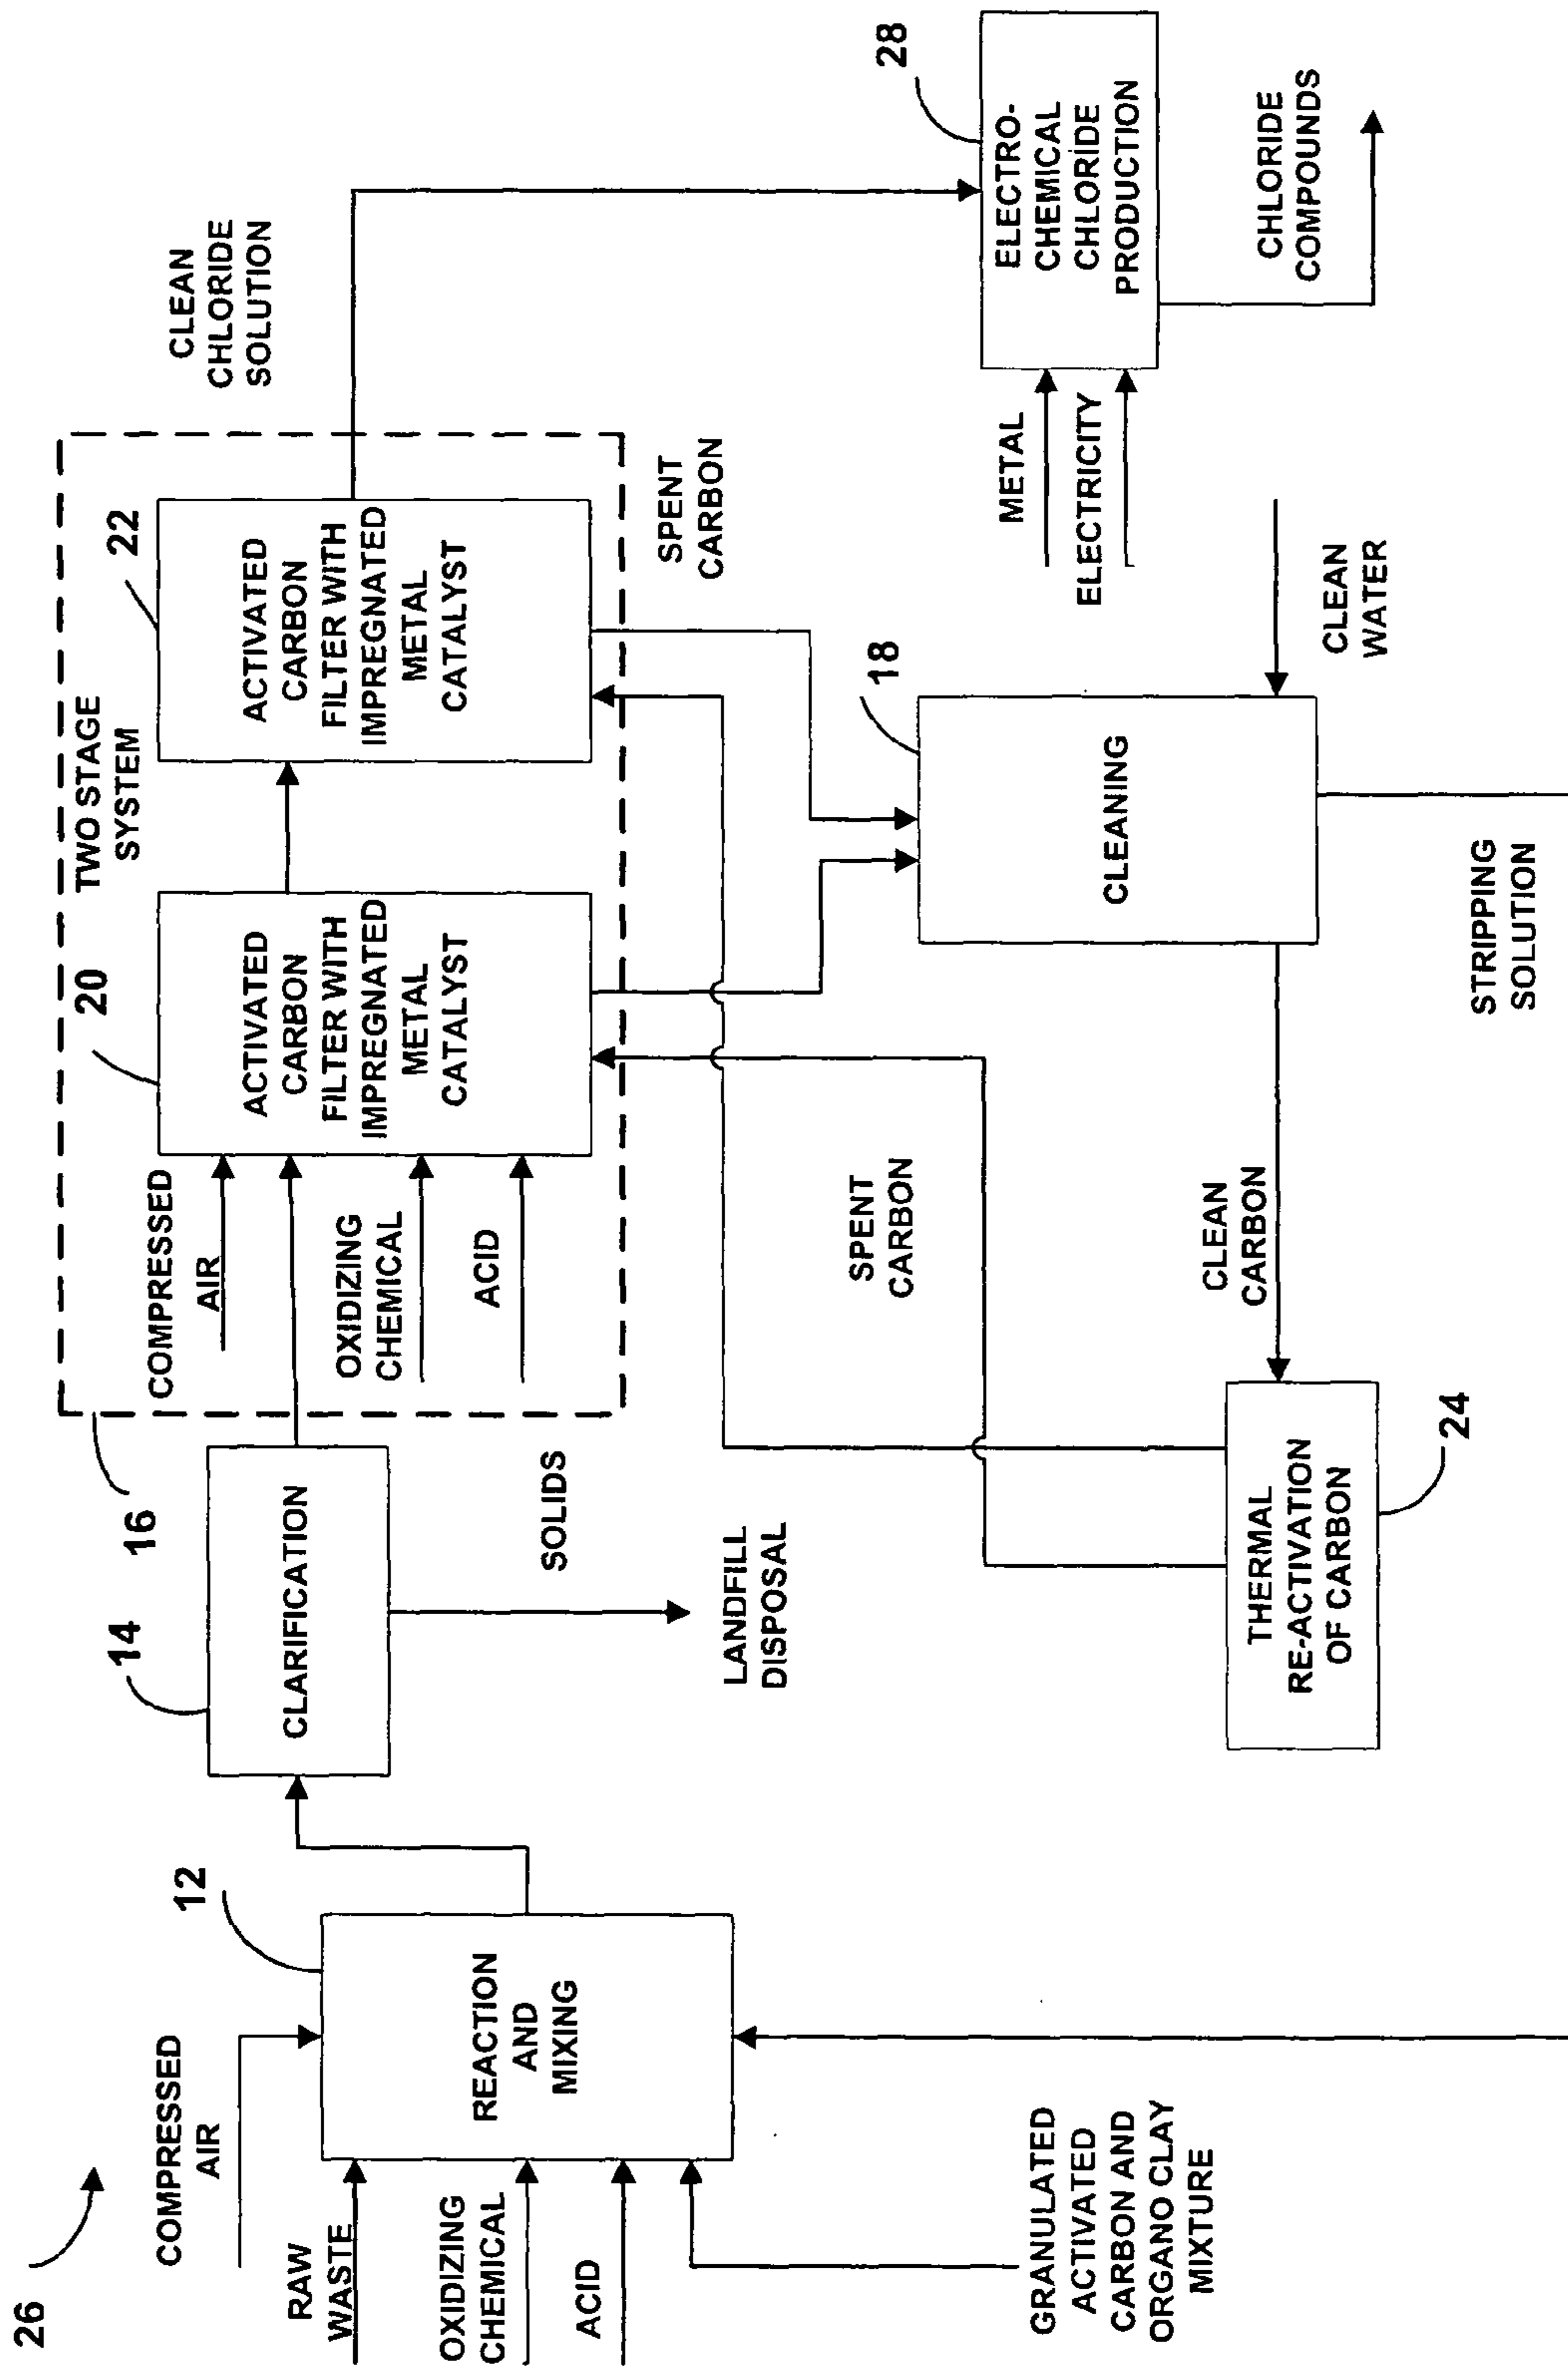 26
COMPRESSED
AIR
RAW
WASTE
OXIDIZING
CHEMICAL
ACID
GRANULATED
ACTIVATED
CARBON AND
ORGANO CLAY
MIXTURE
12
REACTION
AND
MIXING
14
CLARIFICATION
SOLIDS
LANDFILL
DISPOSAL
16
TWO STAGE
SYSTEM
COMPRESSED
AIR
OXIDIZING
CHEMICAL
ACID
20
ACTIVATED
CARBON
FILTER WITH
IMPREGNATED
METAL
CATALYST
22
ACTIVATED
CARBON
FILTER WITH
IMPREGNATED
METAL
CATALYST
CLEAN
CHLORIDE
SOLUTION
SPENT
CARBON
SPENT
CARBON
18
CLEANING
CLEAN
WATER
STRIPPING
SOLUTION
CLEAN
CARBON
THERMAL
RE-ACTIVATION
OF CARBON
24
METAL
ELECTRICITY
28
ELECTRO-
CHEMICAL
CHLORIDE
PRODUCTION
CHLORIDE
COMPOUNDS